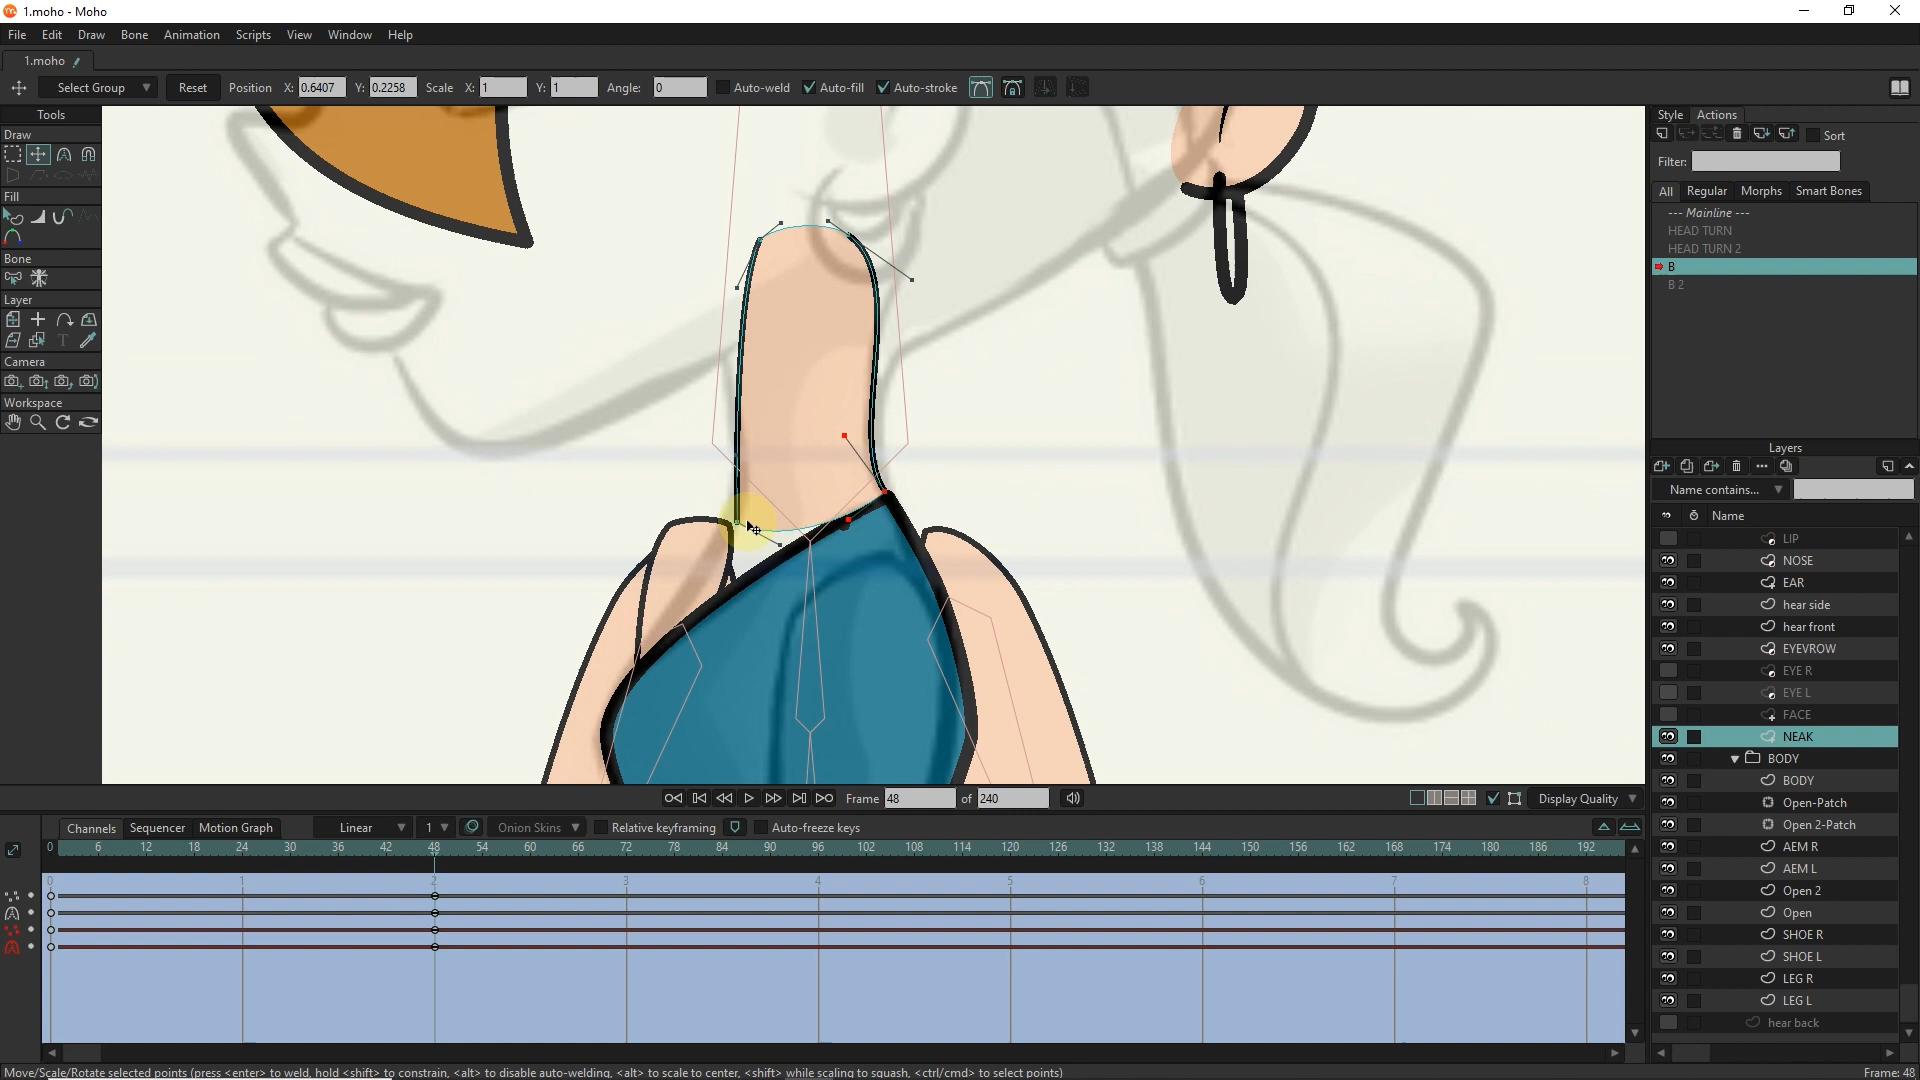 1.moho - Moho
File Edit Draw Bone Animation Scripts View Window Help
1.moho
Select Group Reset Position X: 0.6407 Y: 0.2258 Scale X: 1 Y: 1 Angle: 0 Auto-weld Auto-fill Auto-stroke
Tools
Draw
Fill
Bone
Layer
Camera
Workspace
Style Actions
Sort
Filter:
All Regular Morphs Smart Bones
--- Mainline ---
HEAD TURN
HEAD TURN 2
B
B 2
Layers
Name contains...
Name
LIP
NOSE
EAR
hear side
hear front
EYEVROW
EYE R
EYE L
FACE
NEAK
BODY
BODY
Open-Patch
Open 2-Patch
AEM R
AEM L
Open 2
Open
SHOE R
SHOE L
LEG R
LEG L
hear back
Frame 48 of 240 Display Quality
Channels Sequencer Motion Graph Linear 1 Onion Skins Relative keyframing Auto-freeze keys
0 6 12 18 24 30 36 42 48 54 60 66 72 78 84 90 96 102 108 114 120 126 132 138 144 150 156 162 168 174 180 186 192
0 1 2 3 4 5 6 7 8
Move/Scale/Rotate selected points (press <enter> to weld, hold <shift> to constrain, <alt> to disable auto-welding, <alt> to scale to center, <shift> while scaling to squash, <ctrl/cmd> to select points) Frame: 48